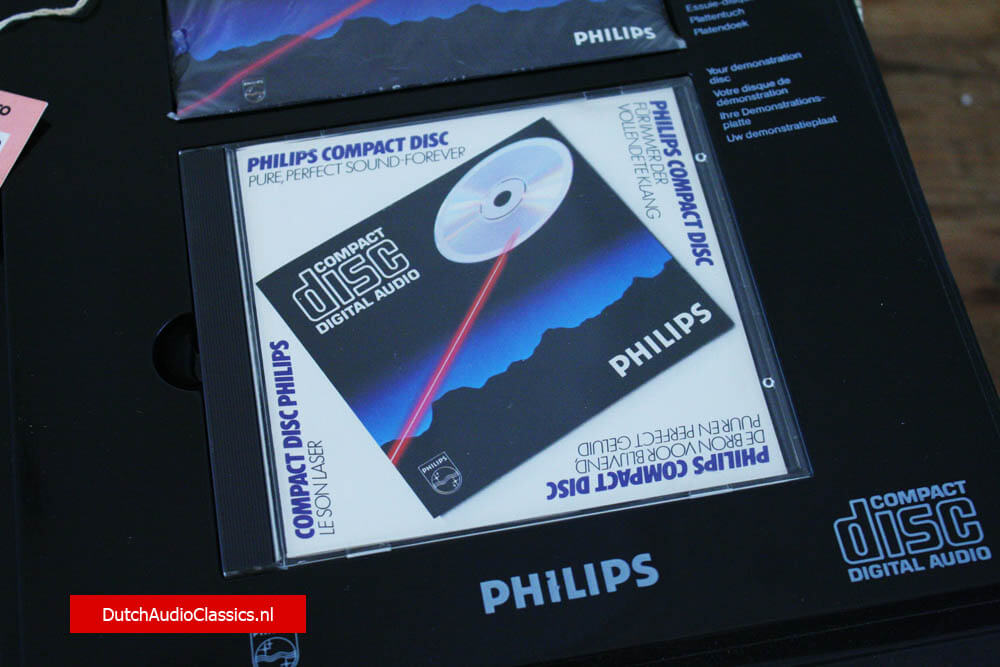 PHILIPS
PHILIPS
Essuie-disque
Plattentuch
Platendoek
Your demonstration
disc
Votre disque de
démonstration
Ihre Demonstrations-
platte
Uw demonstratieplaat
PHILIPS COMPACT DISC
PURE, PERFECT SOUND-FOREVER
PHILIPS COMPACT DISC
FÜR IMMER DER
VOLLENDETE KLANG
COMPACT
disc
DIGITAL AUDIO
PHILIPS
PHILIPS
COMPACT DISC PHILIPS
LE SON LASER
PHILIPS COMPACT DISC
DE BRON VOOR BLIJVEND,
PUUR EN PERFECT GELUID
PHILIPS
COMPACT
disc
DIGITAL AUDIO
DutchAudioClassics.nl